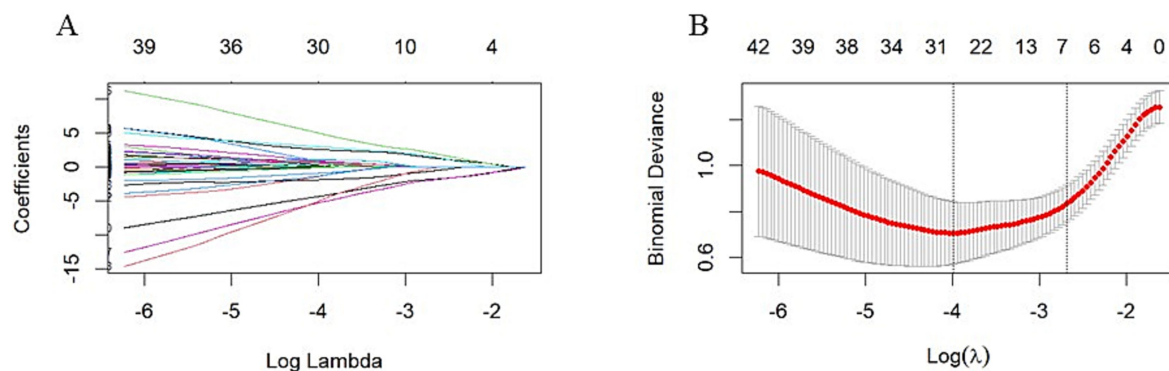 A
39 36 30 10 4
Coefficients
5
0
-5
-15
-6 -5 -4 -3 -2
Log Lambda
B
42 39 38 34 31 22 13 7 6 4 0
Binomial Deviance
1.0
0.6
-6 -5 -4 -3 -2
Log(λ)